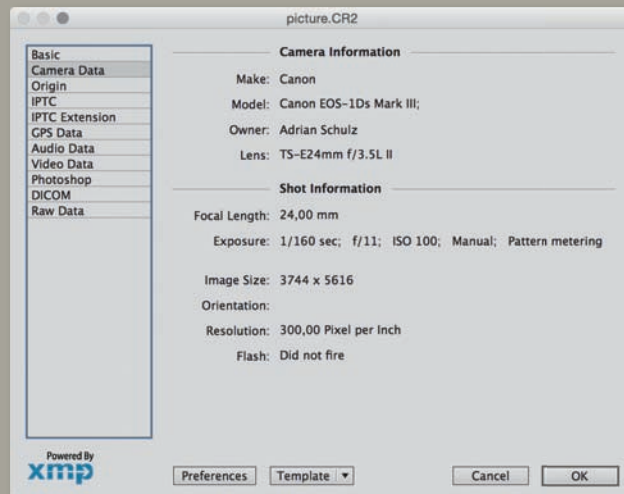 picture.CR2
Basic
Camera Data
Origin
IPTC
IPTC Extension
GPS Data
Audio Data
Video Data
Photoshop
DICOM
Raw Data
Camera Information
Make: Canon
Model: Canon EOS-1Ds Mark III;
Owner: Adrian Schulz
Lens: TS-E24mm f/3.5L II
Shot Information
Focal Length: 24,00 mm
Exposure: 1/160 sec; f/11; ISO 100; Manual; Pattern metering
Image Size: 3744 x 5616
Orientation:
Resolution: 300,00 Pixel per Inch
Flash: Did not fire
Powered By
xmp
Preferences Template Cancel OK